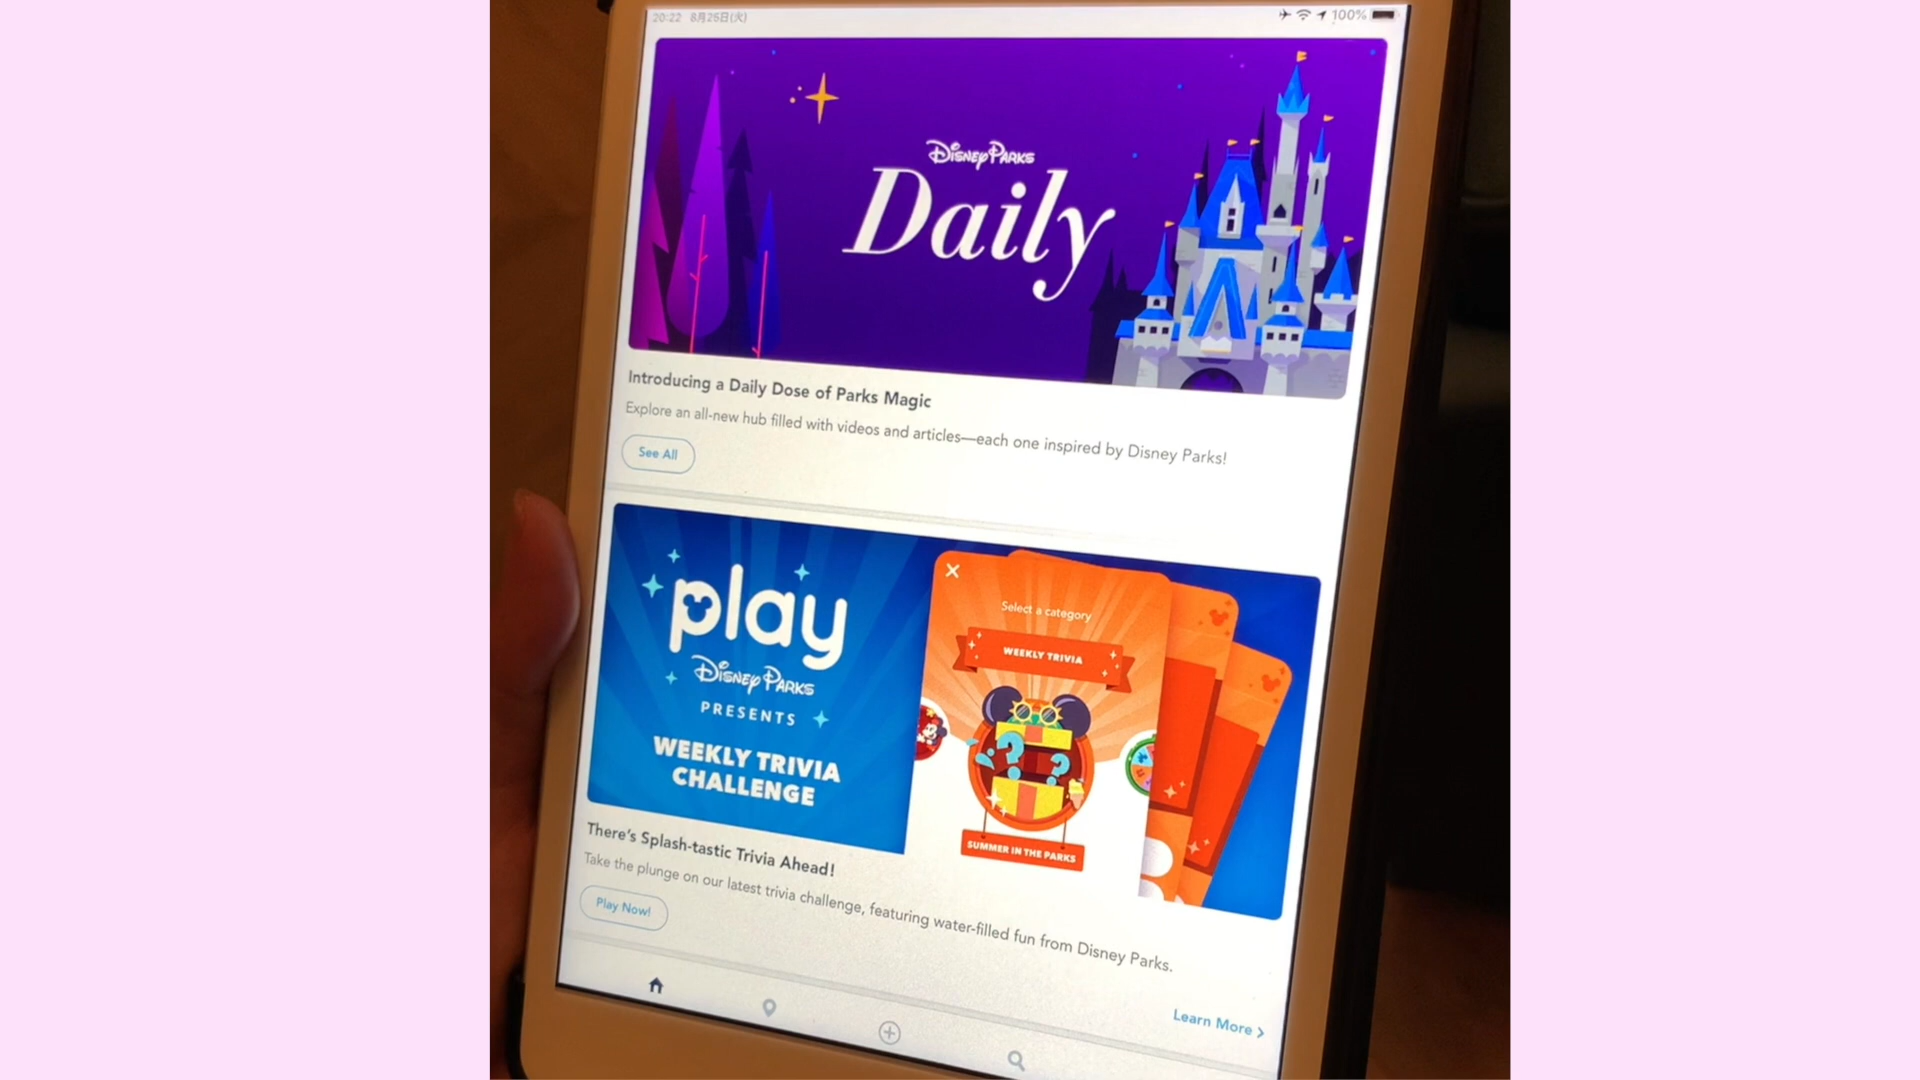 20:22 8月25日(火)
100%
Disney Parks
Daily
Introducing a Daily Dose of Parks Magic
Explore an all-new hub filled with videos and articles—each one inspired by Disney Parks!
See All
play
Disney Parks
PRESENTS
WEEKLY TRIVIA
CHALLENGE
Select a category
WEEKLY TRIVIA
SUMMER IN THE PARKS
There's Splash-tastic Trivia Ahead!
Take the plunge on our latest trivia challenge, featuring water-filled fun from Disney Parks.
Play Now!
Learn More >